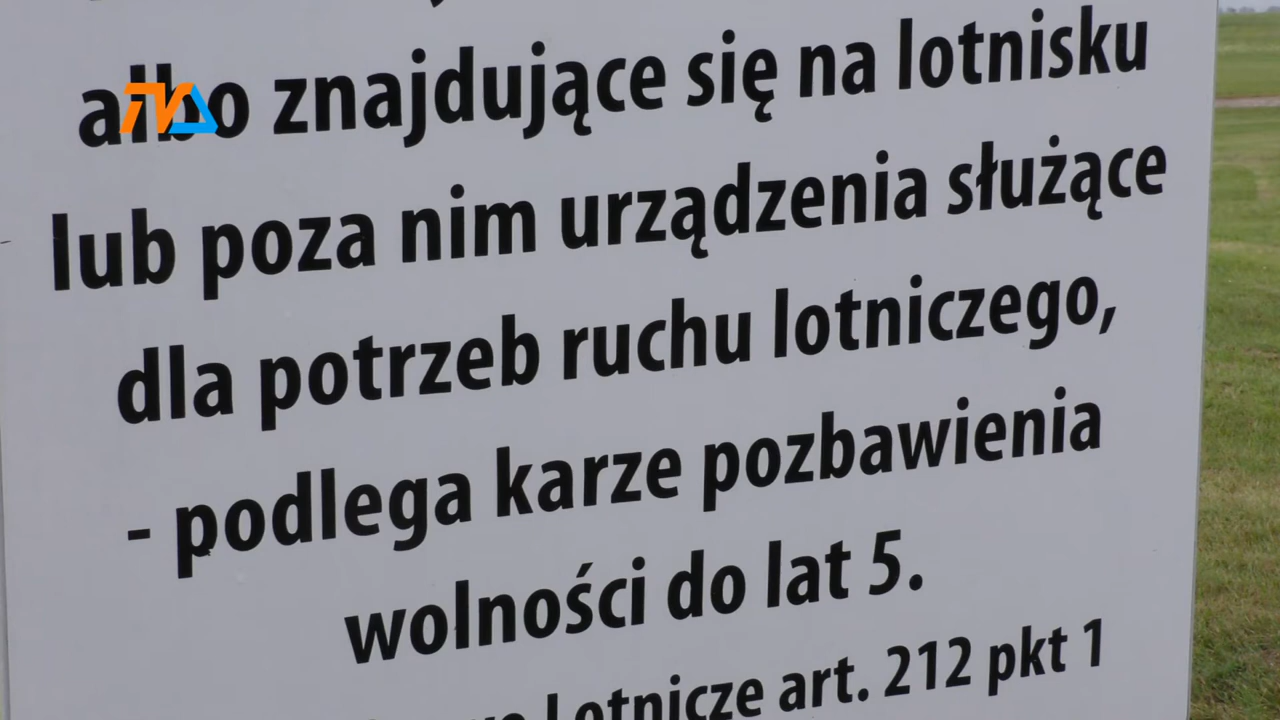 albo znajdujące się na lotnisku
lub poza nim urządzenia służące
dla potrzeb ruchu lotniczego,
- podlega karze pozbawienia
wolności do lat 5.
Lotnicze art. 212 pkt 1
TV